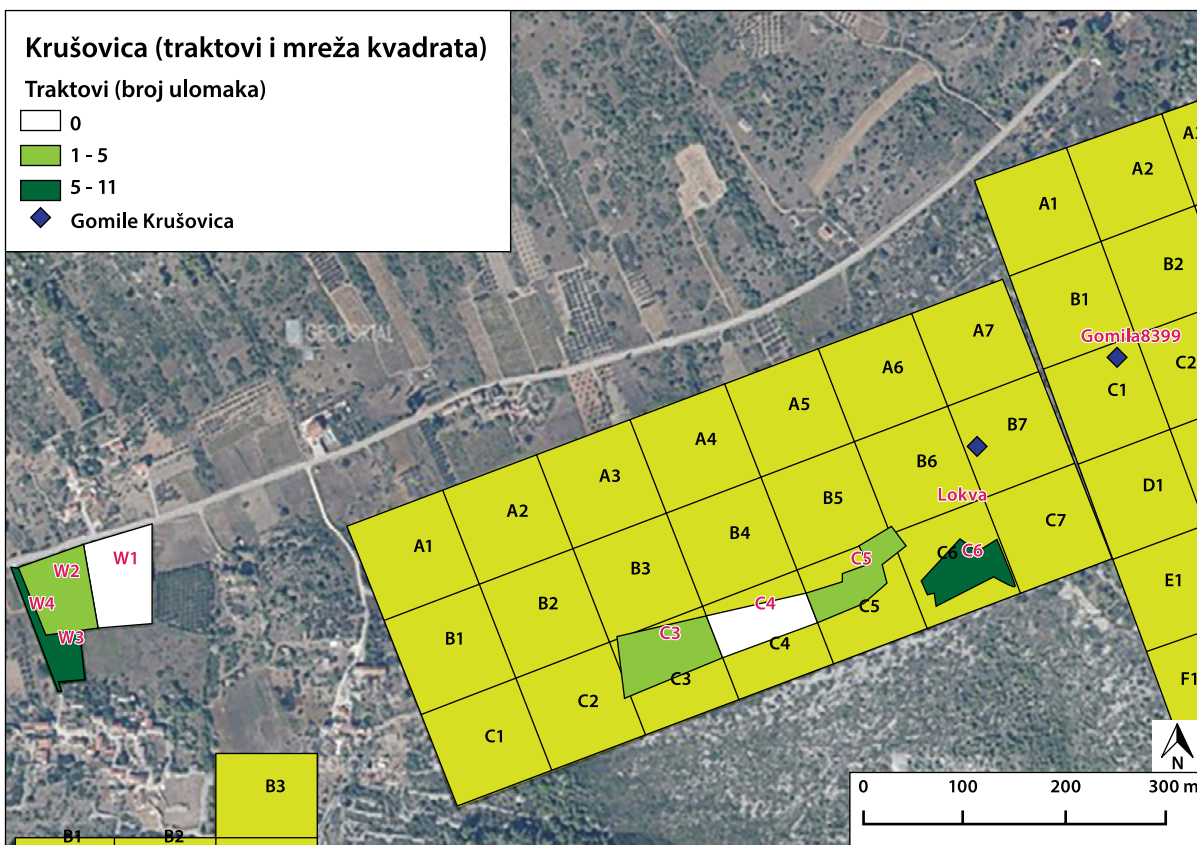 Krušovica (traktovi i mreža kvadrata)
Traktovi (broj ulomaka)
0
1 - 5
5 - 11
Gomile Krušovica
GEOPORTAL
A1
A2
B1
B2
Gomila8399
C1
C2
D1
E1
F1
A7
A6
A5
A4
A3
A2
A1
B7
B6
Lokva
B5
B4
B3
B2
B1
C7
C6
C6
C5
C5
C4
C4
C3
C3
C2
C1
W1
W2
W4
W3
B3
B1
B2
N
0 100 200 300 m